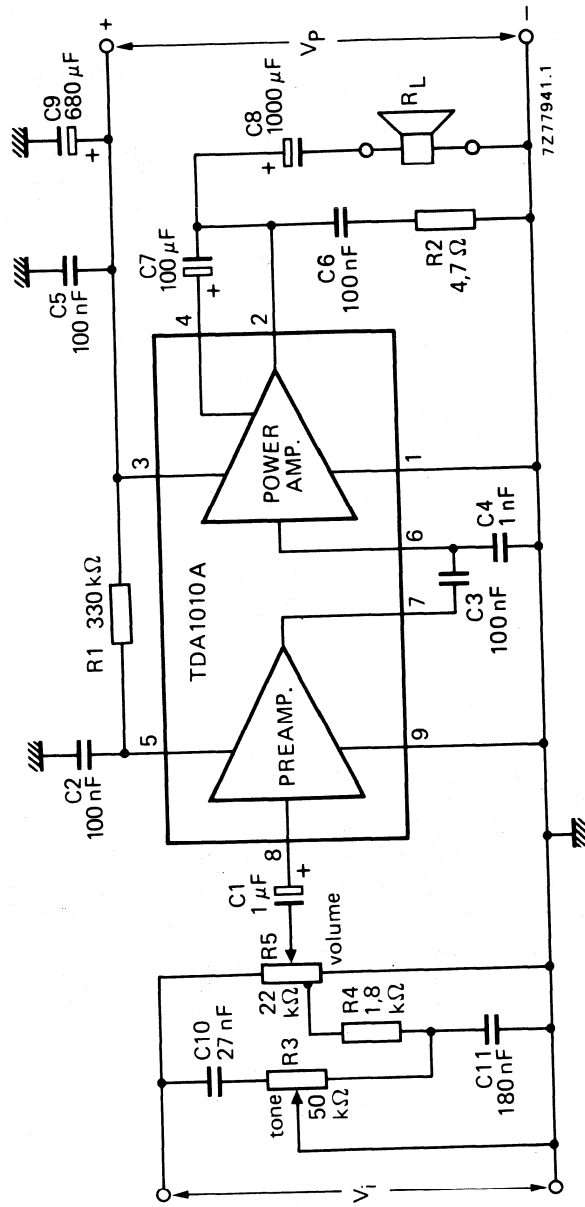 C9
680 μF
+
+
C5
100 nF
R1 330 kΩ
C2
100 nF
C7
100 μF
+
C8
1000 μF
+
5
3
4
TDA1010A
PREAMP.
POWER
AMP.
2
C6
100 nF
R2
4,7 Ω
R L
V P
8
C1
1 μF
+
9
7
6
1
C3
100 nF
C4
1 nF
C10
27 nF
tone
R3
50
kΩ
22
kΩ
R5
volume
R4
1,8
kΩ
C11
180 nF
V i
−
7Z77941.1